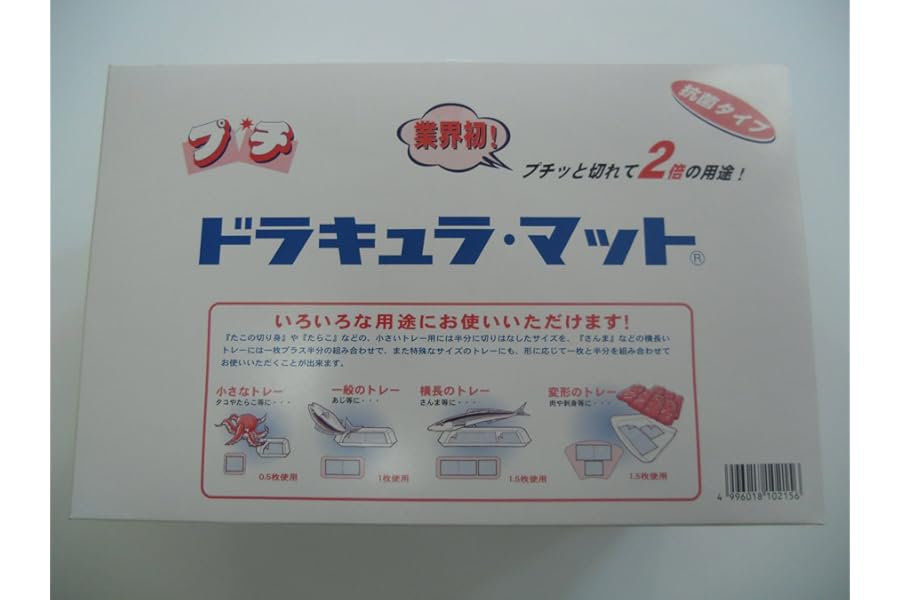 抗菌タイプ
プチ
業界初!
プチッと切れて2倍の用途!
ドラキュラ・マット®
いろいろな用途にお使いいただけます!
『たこの切り身』や『たらこ』などの、小さいトレー用には半分に切りはなしたサイズを、『さんま』などの横長い
トレーには一枚プラス半分の組み合わせで、また特殊なサイズのトレーにも、形に応じて一枚と半分を組み合わせて
お使いいただくことが出来ます。
小さなトレー
タコやたらこ等に・・・
0.5枚使用
一般のトレー
あじ等に・・・
1枚使用
横長のトレー
さんま等に・・・
1.5枚使用
変形のトレー
肉や刺身等に・・・
1.5枚使用
4 996018 102156